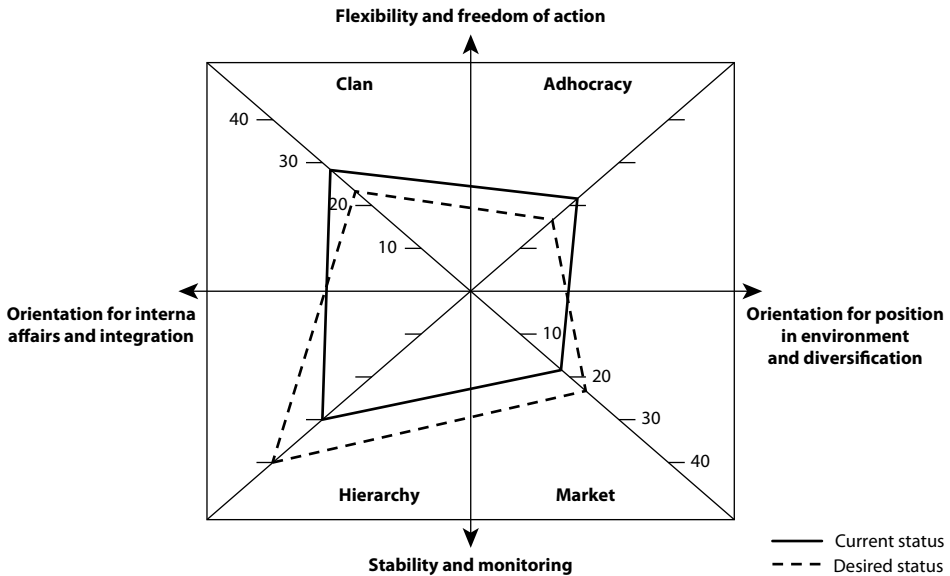 Flexibility and freedom of action
Clan
Adhocracy
40
30
20
10
Orientation for interna
affairs and integration
Orientation for position
in environment
and diversification
10
20
30
40
Hierarchy
Market
Stability and monitoring
Current status
Desired status